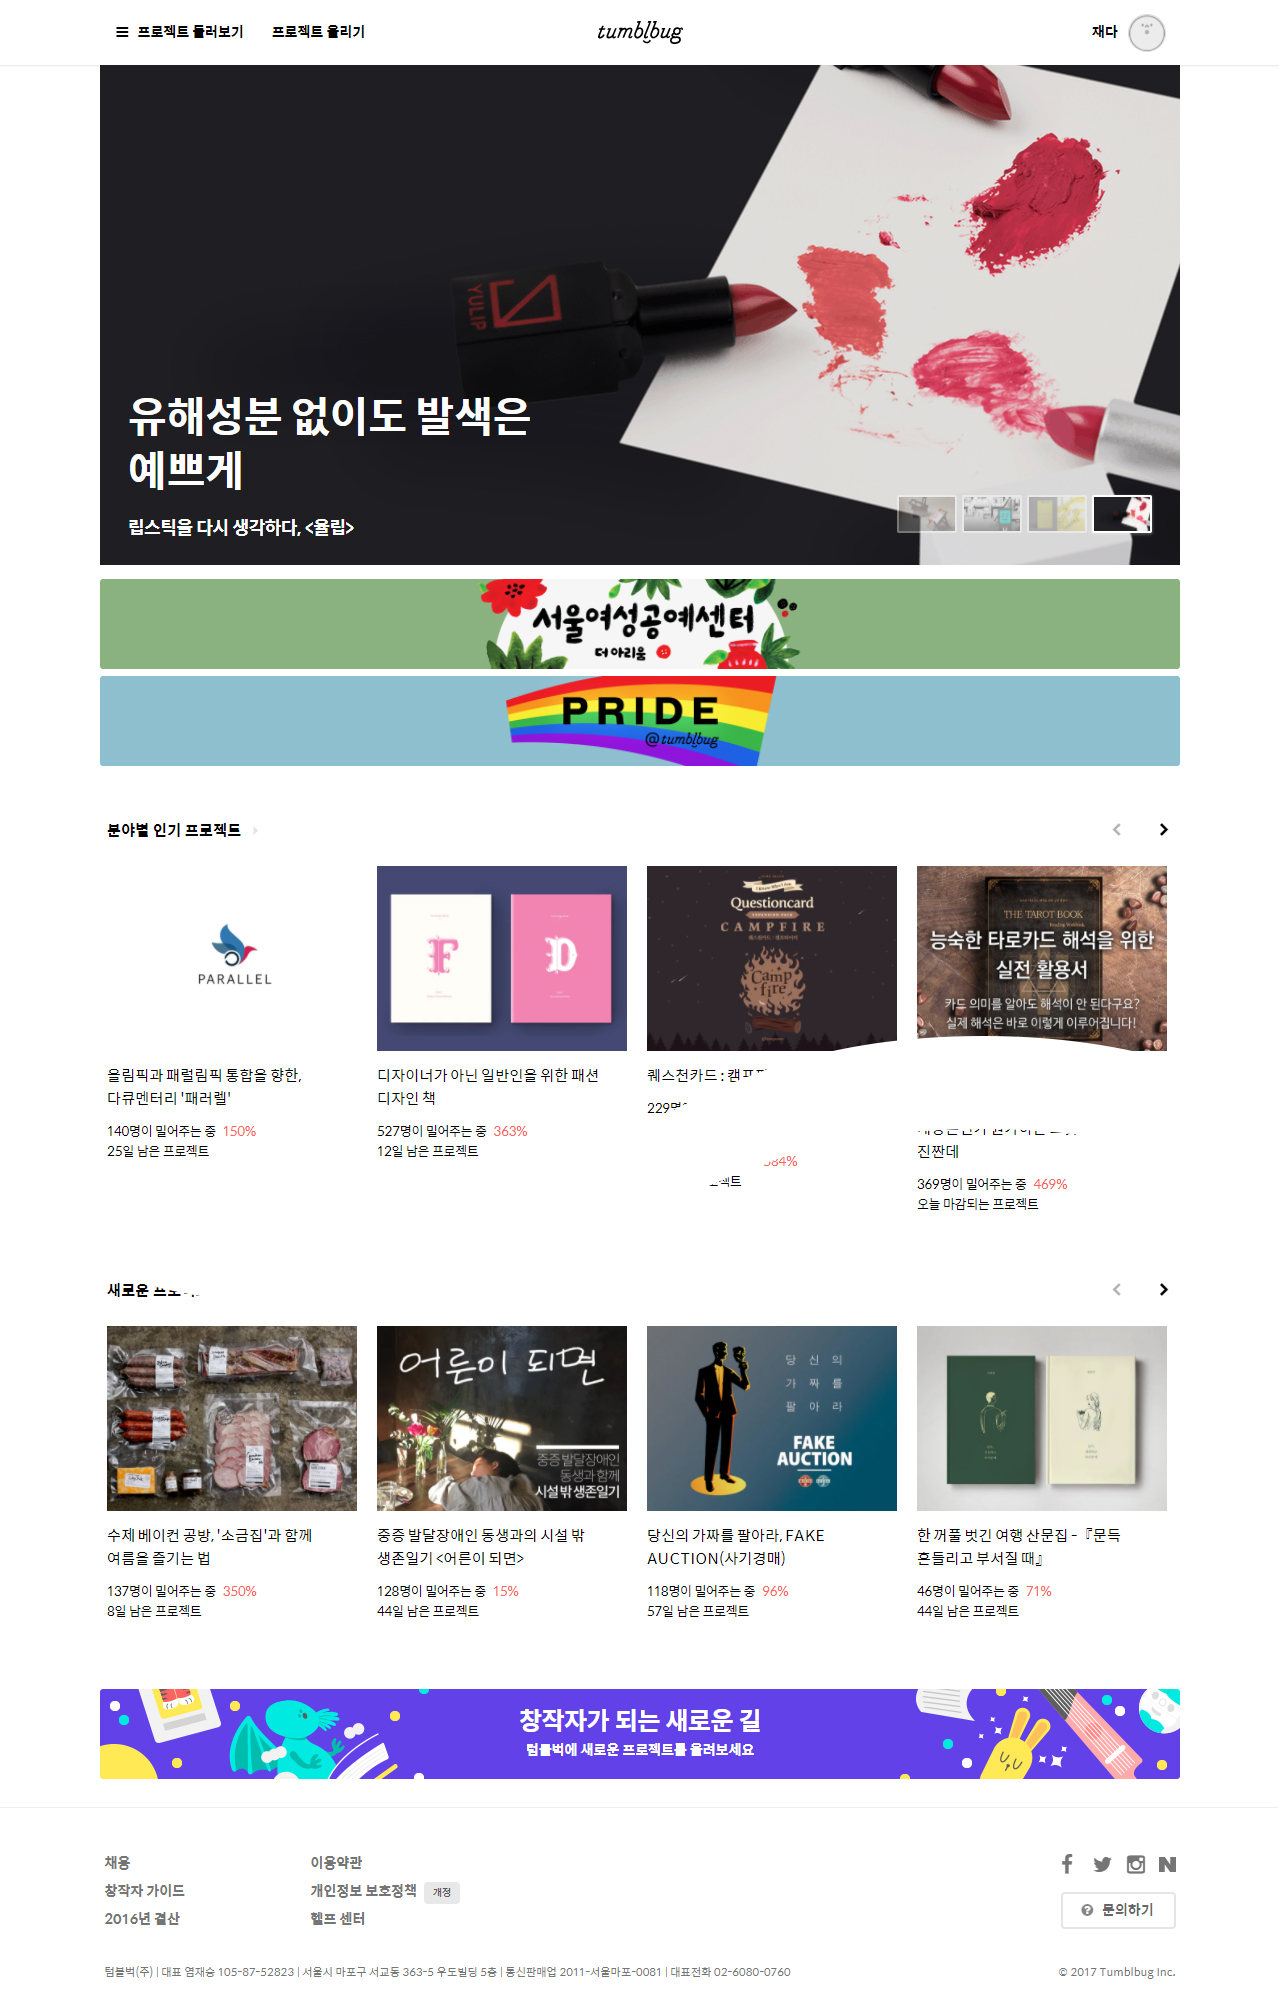 프로젝트 둘러보기 프로젝트 올리기 tumblbug 재다
YULIP
유해성분 없이도 발색은
예쁘게
립스틱을 다시 생각하다, <율립>
서울여성공예센터
더 아리움
PRIDE
@tumblbug
분야별 인기 프로젝트
PARALLEL
F D
Questioncard
CAMPFIRE
Camp
fire
THE TAROT BOOK
능숙한 타로카드 해석을 위한
실전 활용서
카드 의미를 알아도 해석이 안 된다구요?
실제 해석은 바로 이렇게 이루어집니다!
올림픽과 패럴림픽 통합을 향한,
다큐멘터리 '패러렐'
140명이 밀어주는 중 150%
25일 남은 프로젝트
디자이너가 아닌 일반인을 위한 패션
디자인 책
527명이 밀어주는 중 363%
12일 남은 프로젝트
퀘스천카드 : 캠프
229명
384%
젝트
진짠데
369명이 밀어주는 중 469%
오늘 마감되는 프로젝트
새로운 프로
어른이 되면
중증 발달장애인
동생과 함께
시설 밖 생존일기
당 신 의
가 짜 를
팔 아 라
FAKE
AUCTION
수제 베이컨 공방, '소금집'과 함께
여름을 즐기는 법
137명이 밀어주는 중 350%
8일 남은 프로젝트
중증 발달장애인 동생과의 시설 밖
생존일기 <어른이 되면>
128명이 밀어주는 중 15%
44일 남은 프로젝트
당신의 가짜를 팔아라, FAKE
AUCTION(사기경매)
118명이 밀어주는 중 96%
57일 남은 프로젝트
한 꺼풀 벗긴 여행 산문집 -『문득
흔들리고 부서질 때』
46명이 밀어주는 중 71%
44일 남은 프로젝트
창작자가 되는 새로운 길
텀블벅에 새로운 프로젝트를 올려보세요
채용 이용약관
창작자 가이드 개인정보 보호정책 개정
2016년 결산 헬프 센터
문의하기
텀블벅(주) | 대표 염재승 105-87-52823 | 서울시 마포구 서교동 363-5 우도빌딩 5층 | 통신판매업 2011-서울마포-0081 | 대표전화 02-6080-0760 © 2017 Tumblbug Inc.